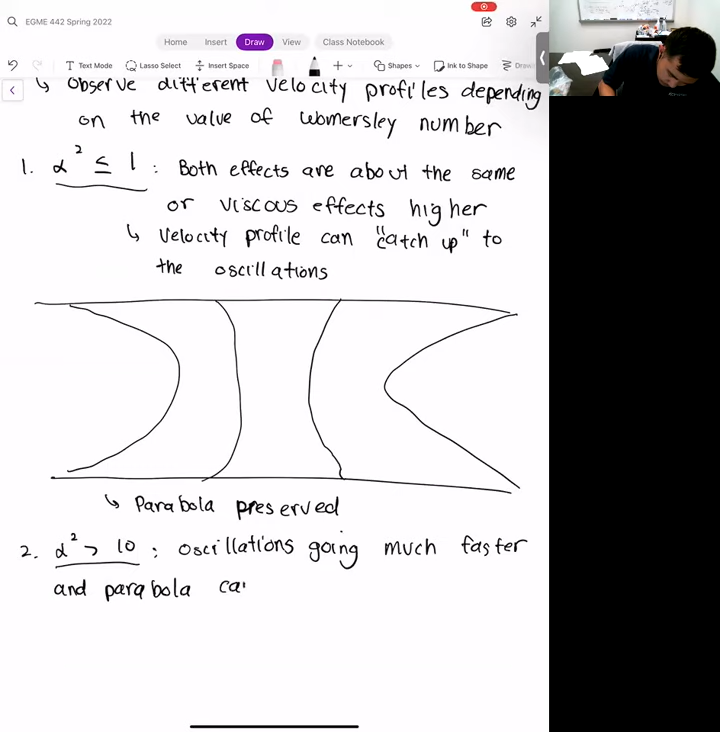 EGME 442 Spring 2022
Home Insert Draw View Class Notebook
T Text Mode Lasso Select Insert Space Shapes Ink to Shape Draw
↳ Observe different velocity profiles depending
on the value of Womersley number
1. α² ≤ 1 : Both effects are about the same
or viscous effects higher
↳ Velocity profile can "catch up" to
the oscillations
↳ Parabola preserved
2. α² > 10 : oscillations going much faster
and parabola ca